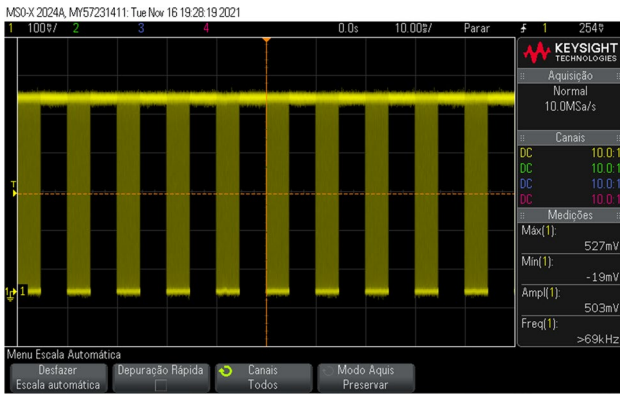 MSO-X 2024A, MY57231411: Tue Nov 16 19:28:19 2021
1 100▽/ 2 3 4 0.0s 10.00▽/ Parar 1 254▽
KEYSIGHT
TECHNOLOGIES
Aquisição
Normal
10.0MSa/s
Canais
DC 10.0:1
DC 10.0:1
DC 10.0:1
DC 10.0:1
Medições
Máx(1):
527mV
Mín(1):
-19mV
Ampl(1):
503mV
Freq(1):
>69kHz
T
1
1
Menu Escala Automática
Desfazer
Escala automática
Depuração Rápida
Canais
Todos
Modo Aquis
Preservar